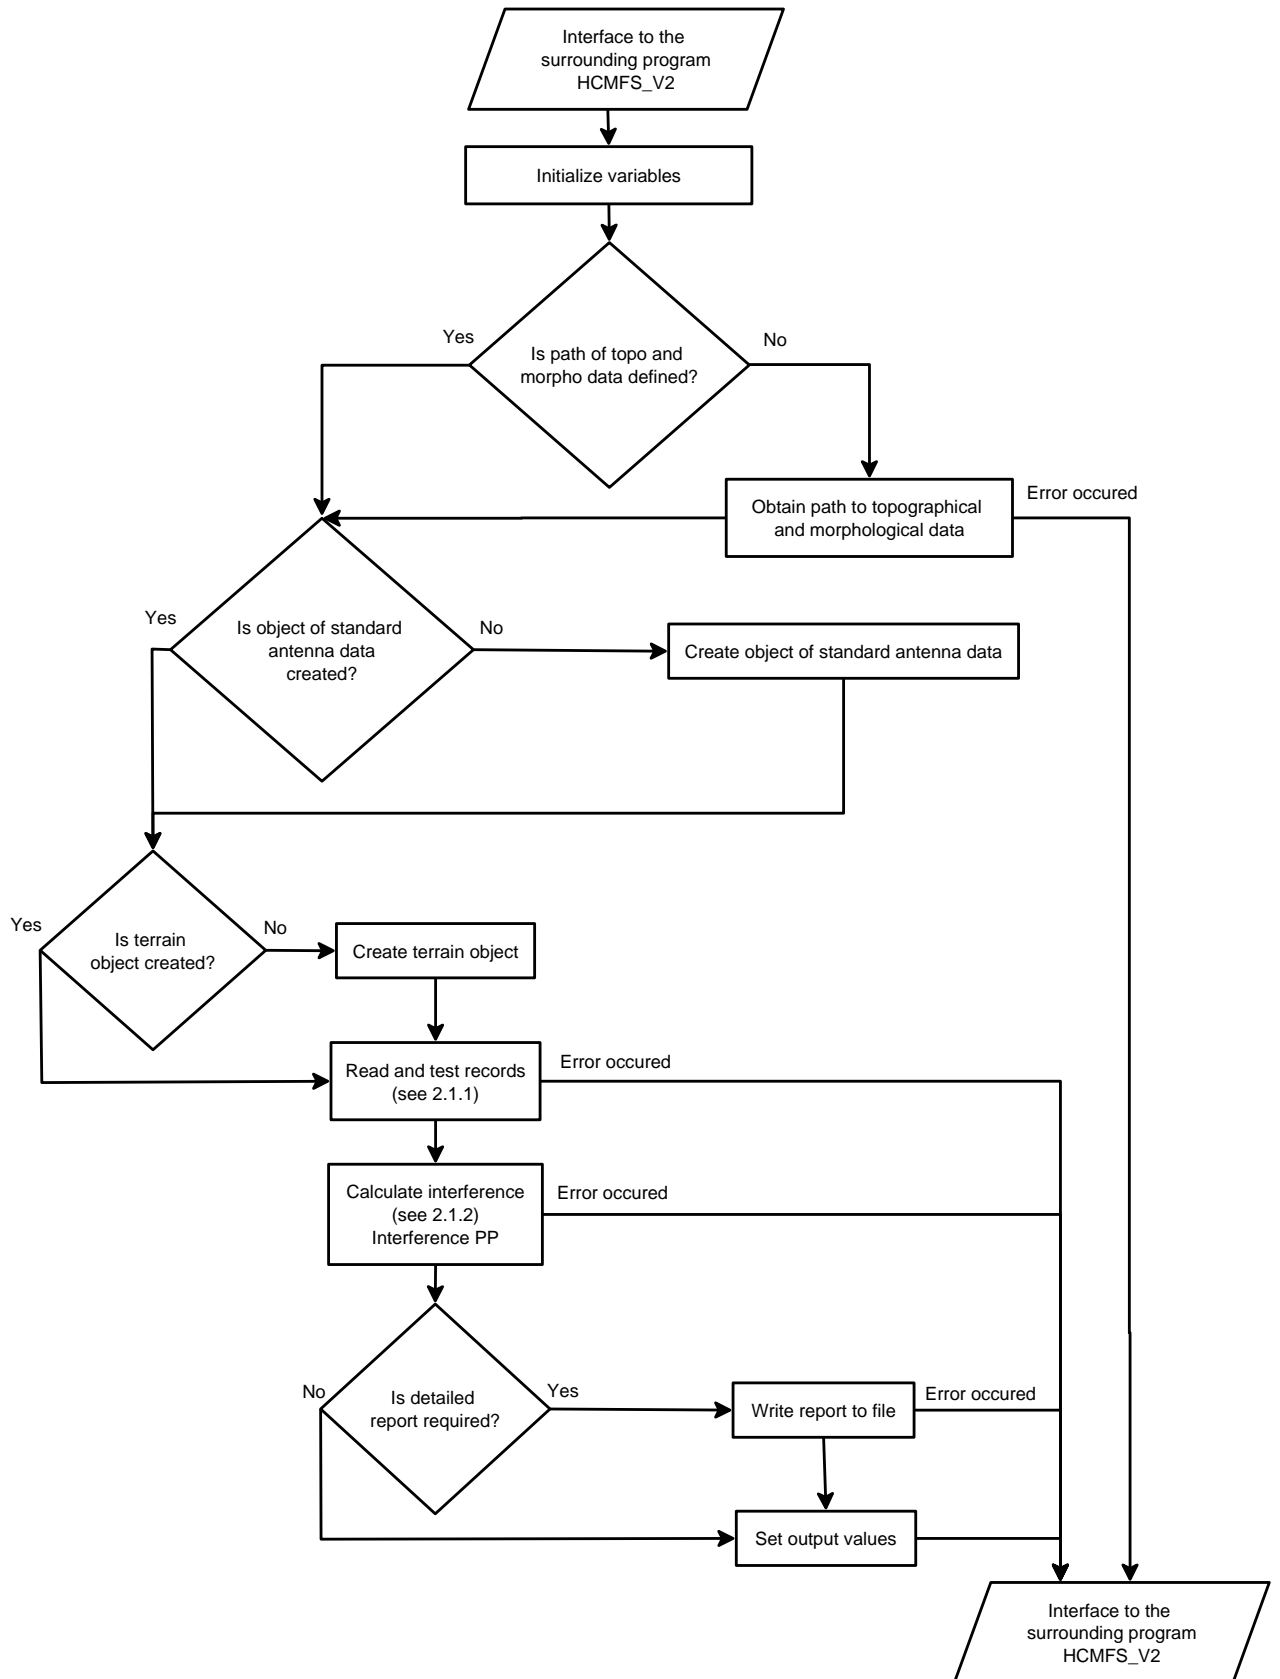 Interface to the
surrounding program
HCMFS_V2
Initialize variables
Yes
No
Is path of topo and
morpho data defined?
Obtain path to topographical
and morphological data
Error occured
Yes
No
Is object of standard
antenna data
created?
Create object of standard antenna data
Yes
No
Is terrain
object created?
Create terrain object
Read and test records
(see 2.1.1)
Error occured
Calculate interference
(see 2.1.2)
Interference PP
Error occured
No
Yes
Is detailed
report required?
Write report to file
Error occured
Set output values
Interface to the
surrounding program
HCMFS_V2